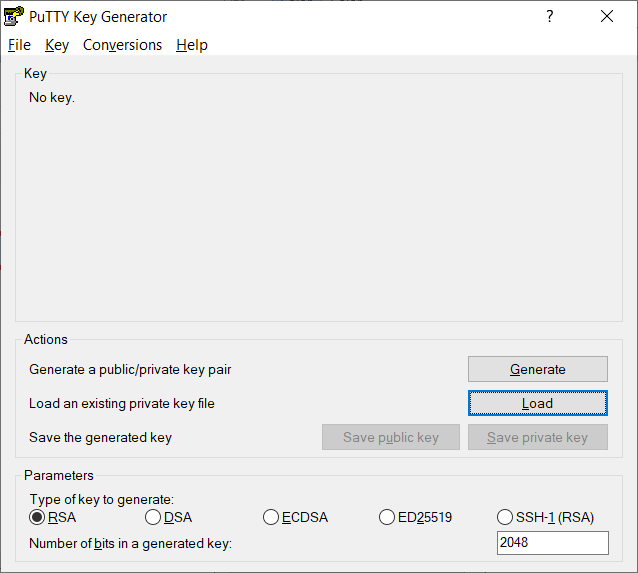 PuTTY Key Generator
File Key Conversions Help
Key
No key.
Actions
Generate a public/private key pair Generate
Load an existing private key file Load
Save the generated key Save public key Save private key
Parameters
Type of key to generate:
RSA DSA ECDSA ED25519 SSH-1 (RSA)
Number of bits in a generated key: 2048